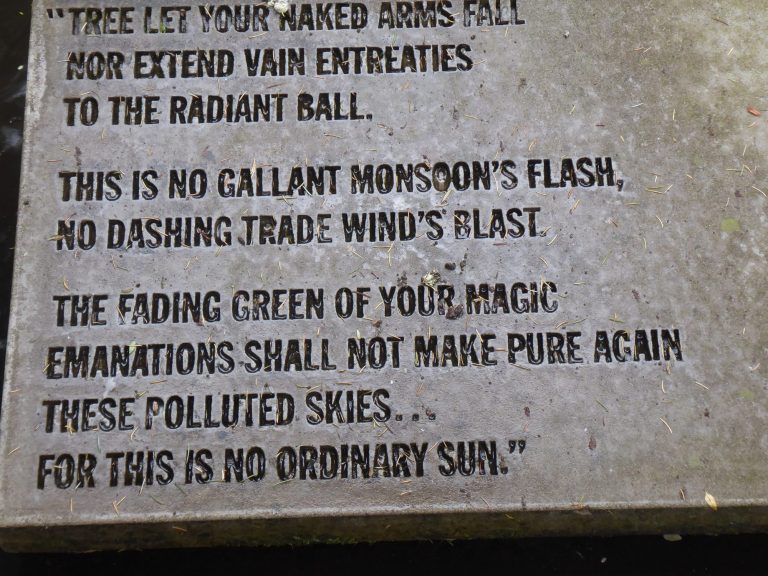 "TREE LET YOUR NAKED ARMS FALL
NOR EXTEND VAIN ENTREATIES
TO THE RADIANT BALL.
THIS IS NO GALLANT MONSOON'S FLASH,
NO DASHING TRADE WIND'S BLAST.
THE FADING GREEN OF YOUR MAGIC
EMANATIONS SHALL NOT MAKE PURE AGAIN
THESE POLLUTED SKIES...
FOR THIS IS NO ORDINARY SUN."